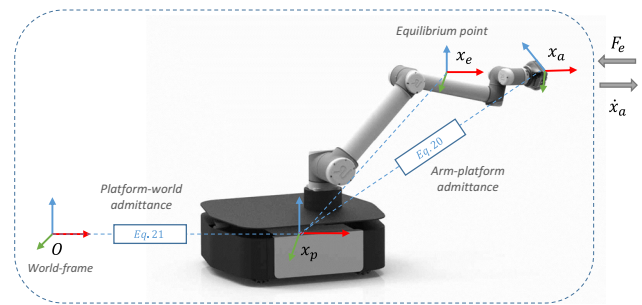 Equilibrium point
x_e
x_a
F_e
ẋ_a
Eq.20
Arm-platform
admittance
Platform-world
admittance
Eq.21
O
World-frame
x_p